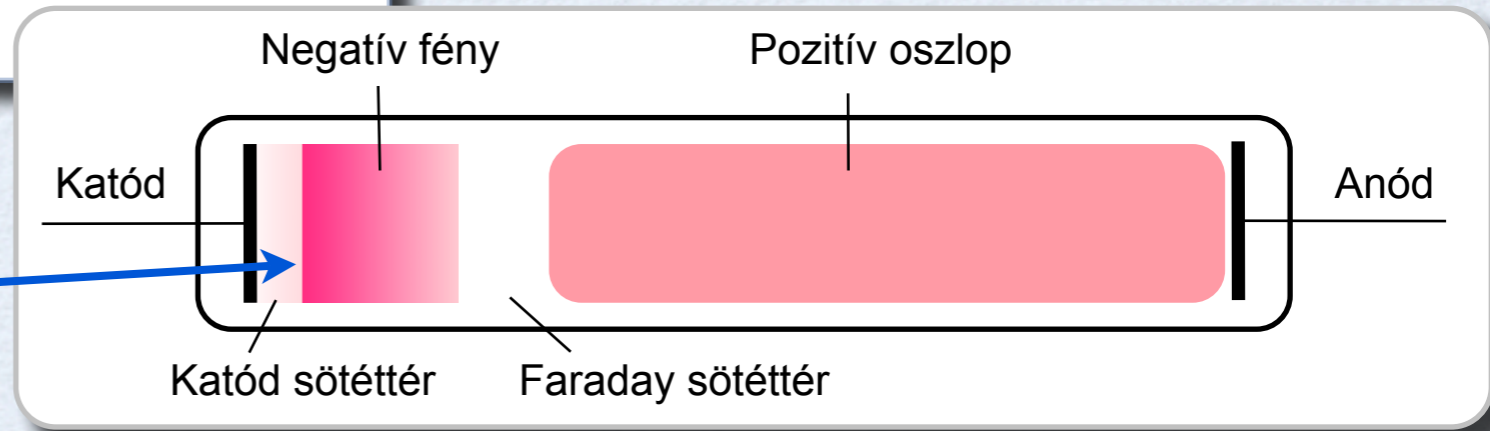 Negatív fény
Pozitív oszlop
Katód
Anód
Katód sötéttér
Faraday sötéttér